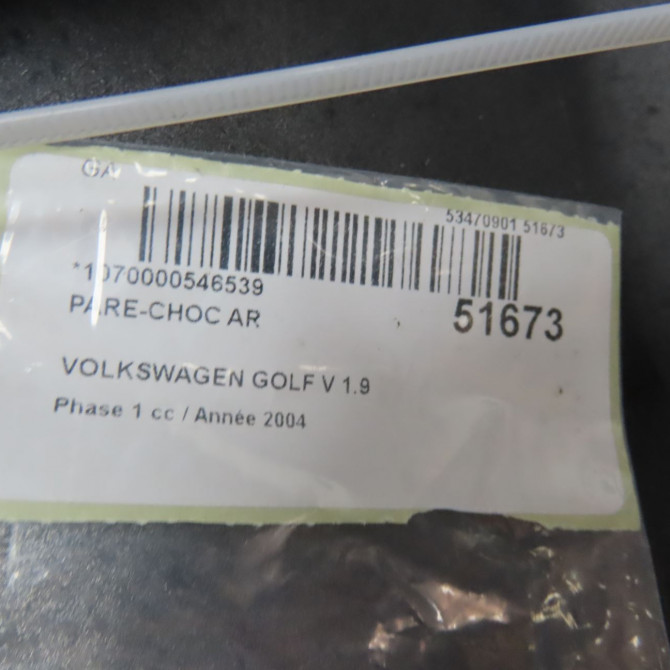 GA
53470901 51673
*1070000546539
PARE-CHOC AR
51673
VOLKSWAGEN GOLF V 1.9
Phase 1 cc / Année 2004